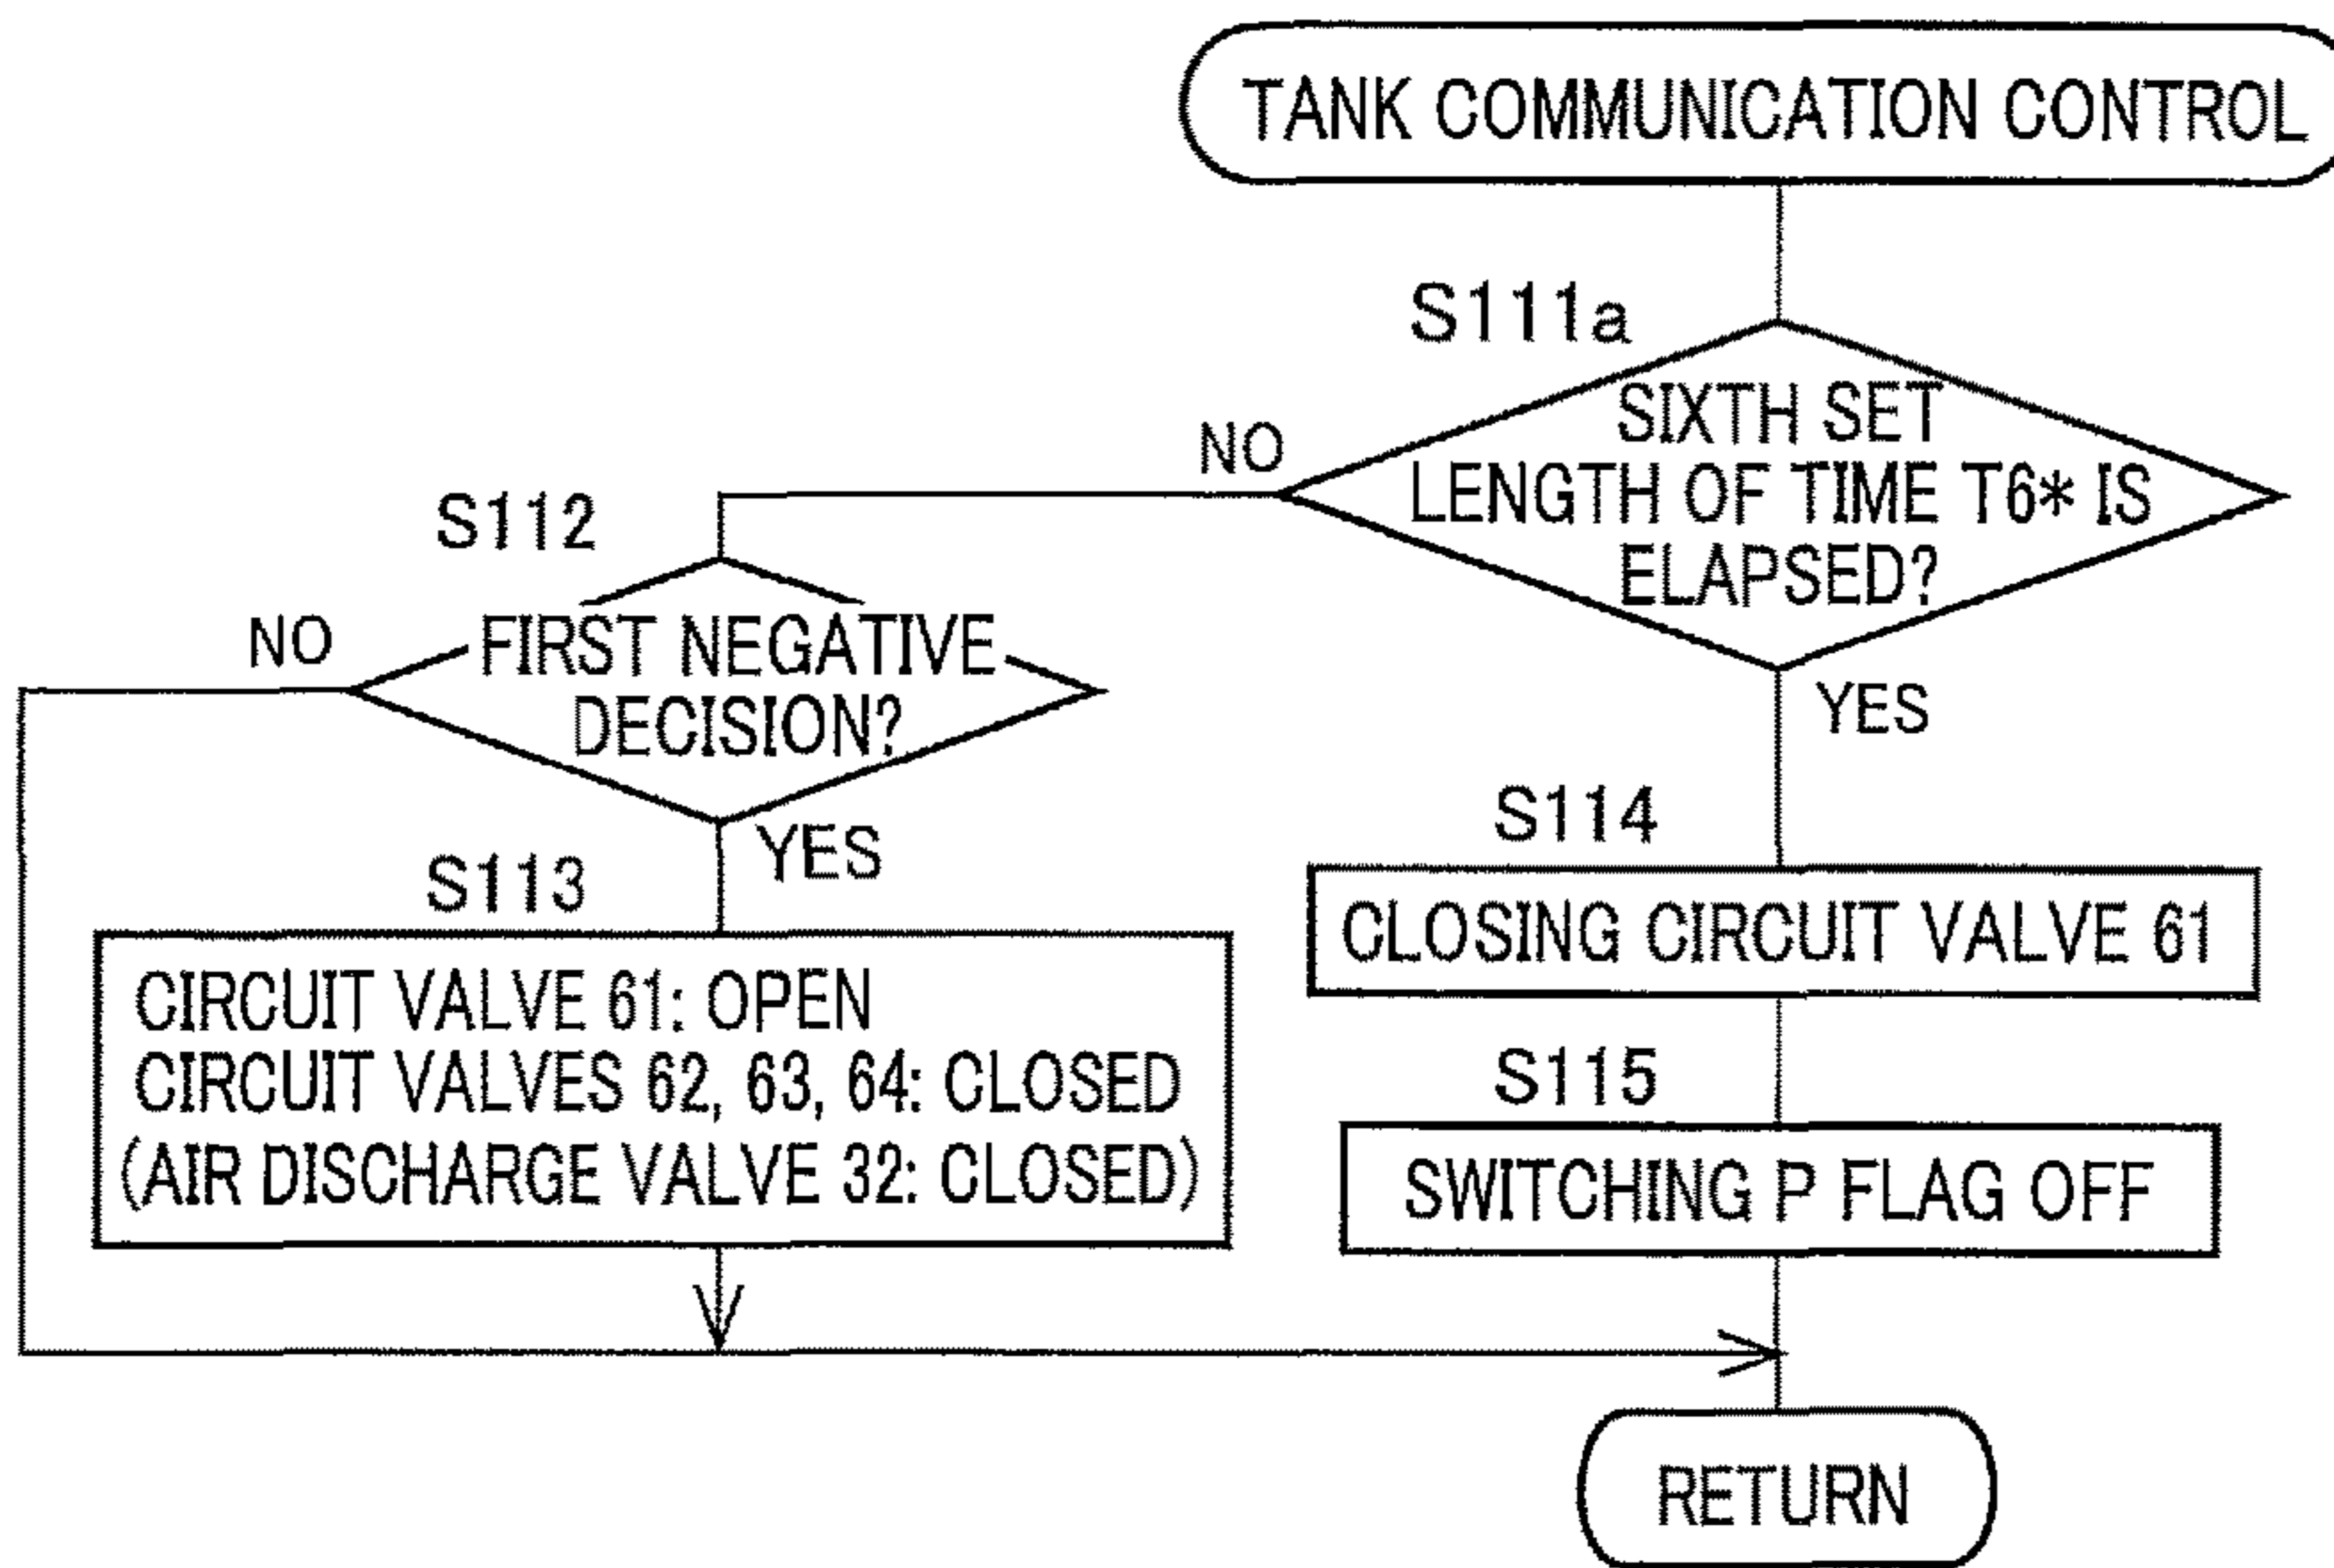 TANK COMMUNICATION CONTROL
S111a
SIXTH SET
LENGTH OF TIME T6* IS
ELAPSED?
NO
YES
S112
FIRST NEGATIVE
DECISION?
NO
YES
S113
CIRCUIT VALVE 61: OPEN
CIRCUIT VALVES 62, 63, 64: CLOSED
(AIR DISCHARGE VALVE 32: CLOSED)
S114
CLOSING CIRCUIT VALVE 61
S115
SWITCHING P FLAG OFF
RETURN